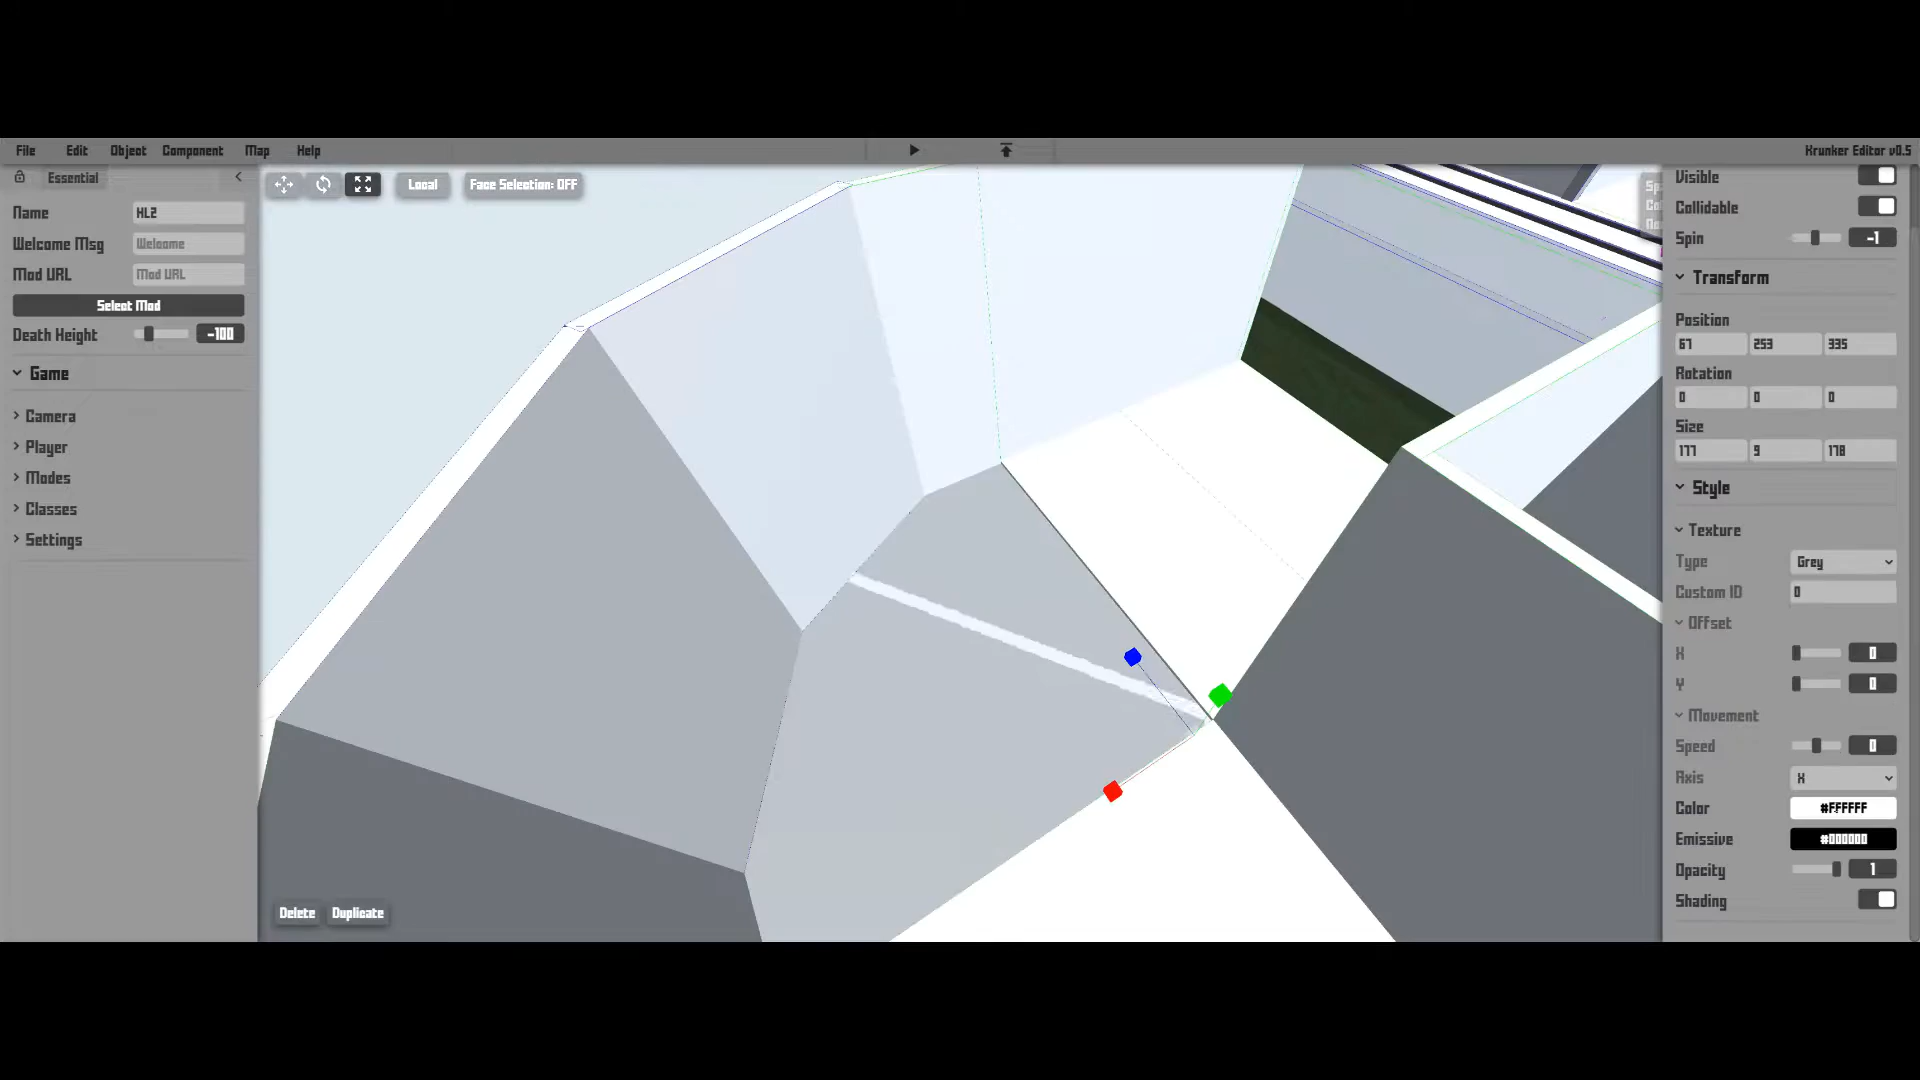 File Edit Object Component Map Help
Krunker Editor v0.5
Essential
Name HL2
Welcome Msg Welcome
Mod URL Mod URL
Select Mod
Death Height -100
Game
Camera
Player
Modes
Classes
Settings
Local Face Selection: OFF
Delete Duplicate
Visible
Collidable
Spin -1
Transform
Position
67 253 335
Rotation
0 0 0
Size
177 9 178
Style
Texture
Type Grey
Custom ID 0
Offset
X 0
Y 0
Movement
Speed 0
Axis X
Color #FFFFFF
Emissive #000000
Opacity 1
Shading